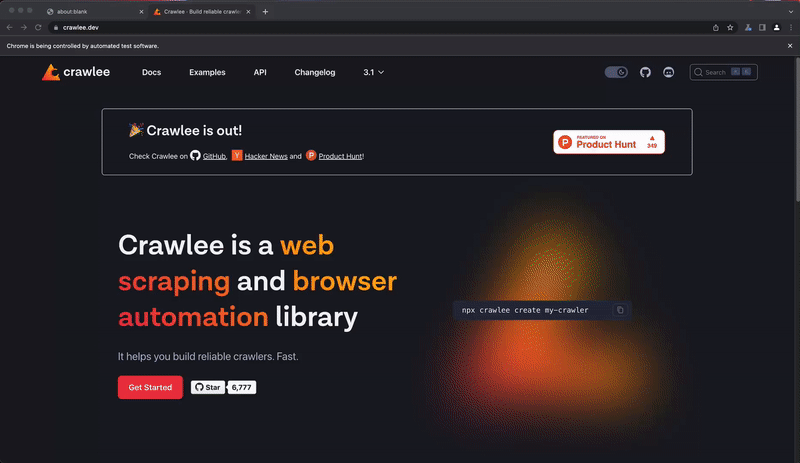 about:blank
Crawlee · Build reliable crawle
crawlee.dev
Chrome is being controlled by automated test software.
crawlee
Docs
Examples
API
Changelog
3.1
Search
🎉 Crawlee is out!
Check Crawlee on GitHub, Hacker News and Product Hunt!
FEATURED ON
Product Hunt
349
Crawlee is a web
scraping and browser
automation library
npx crawlee create my-crawler
It helps you build reliable crawlers. Fast.
Get Started
Star
6,777